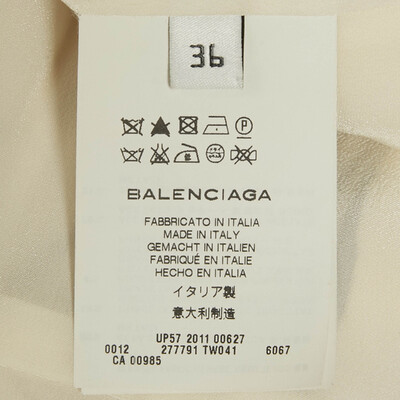 36
P
BALENCIAGA
FABBRICATO IN ITALIA
MADE IN ITALY
GEMACHT IN ITALIEN
FABRIQUÉ EN ITALIE
HECHO EN ITALIA
イタリア製
意大利制造
UP57 2011 00627
0012 277791 TW041 6067
CA 00985